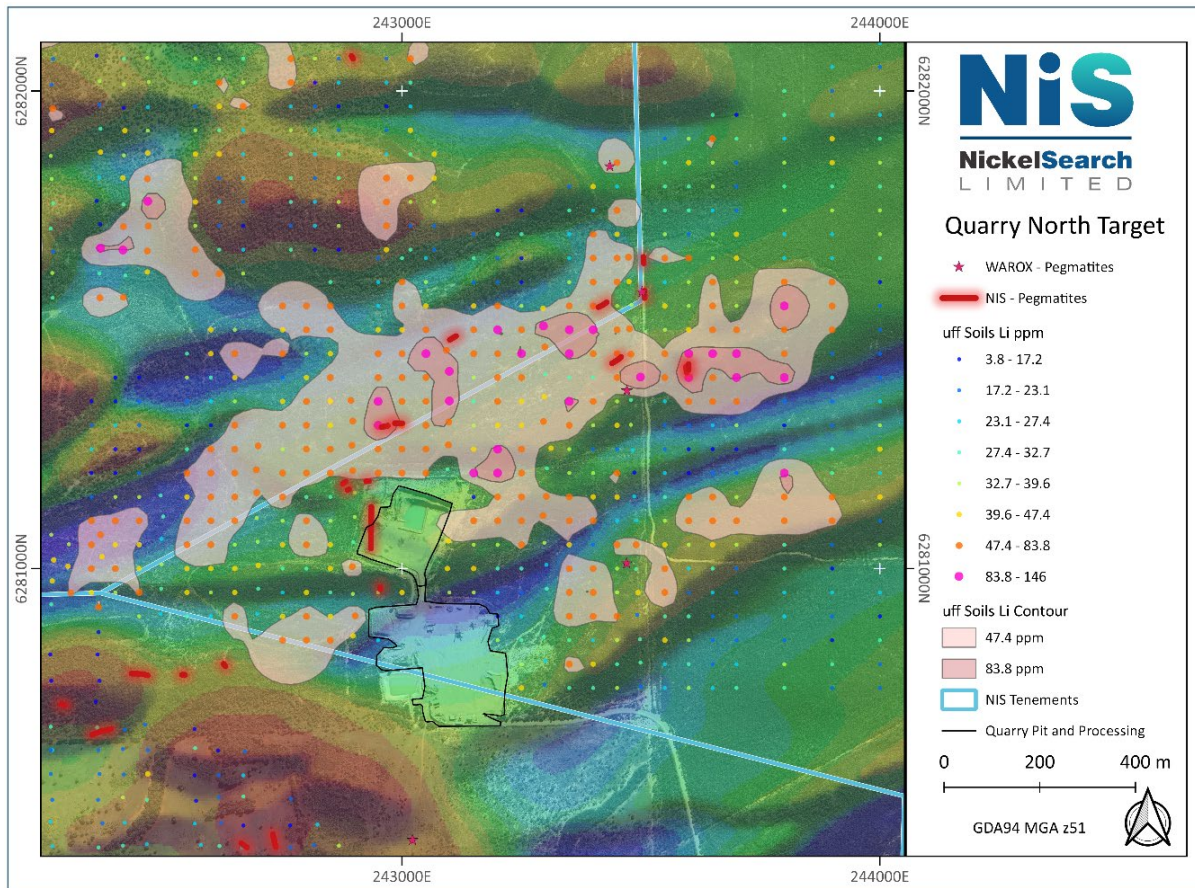 243000E
244000E
6282000N
6282000N
6281000N
6281000N
243000E
244000E
NiS
NickelSearch
LIMITED
Quarry North Target
WAROX - Pegmatites
NIS - Pegmatites
uff Soils Li ppm
3.8 - 17.2
17.2 - 23.1
23.1 - 27.4
27.4 - 32.7
32.7 - 39.6
39.6 - 47.4
47.4 - 83.8
83.8 - 146
uff Soils Li Contour
47.4 ppm
83.8 ppm
NIS Tenements
Quarry Pit and Processing
0 200 400 m
GDA94 MGA z51